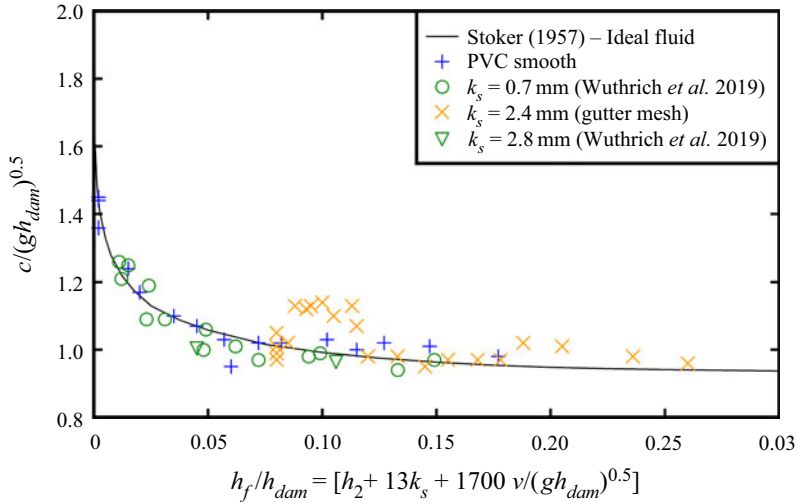 2.0
1.8
1.6
1.4
1.2
1.0
0.8
c/(gh_dam)^0.5
Stoker (1957) – Ideal fluid
PVC smooth
k_s = 0.7 mm (Wuthrich et al. 2019)
k_s = 2.4 mm (gutter mesh)
k_s = 2.8 mm (Wuthrich et al. 2019)
0 0.05 0.10 0.15 0.20 0.25 0.03
h_f/h_dam = [h_2 + 13k_s + 1700 v/(gh_dam)^0.5]